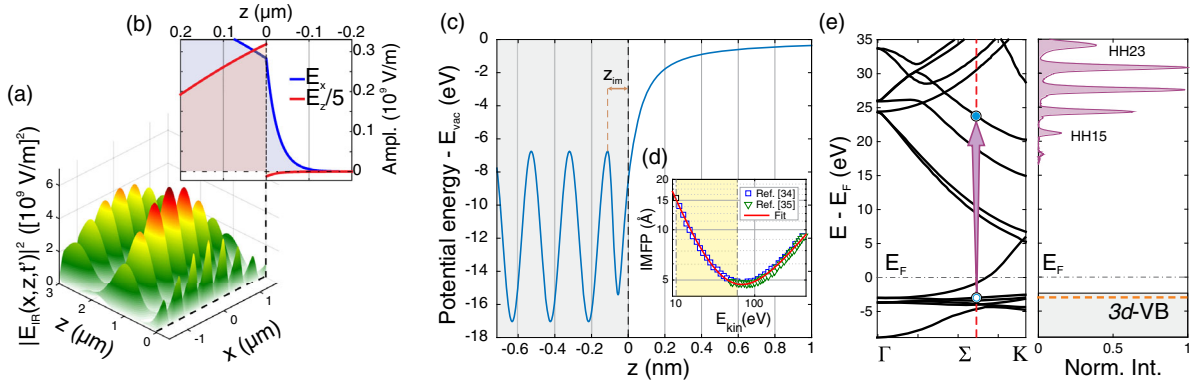 (a)
|E_IR(x,z,t')|² ([10⁹ V/m]²)
6
4
2
0
3
2
1
0
z (μm)
-1
0
1
x (μm)
(b)
z (μm)
0.2 0.1 0 -0.1 -0.2
E_x
E_z/5
0.3
0.2
0.1
0
Ampl. (10⁹ V/m)
(c)
Potential energy - E_vac (eV)
0
-2
-4
-6
-8
-10
-12
-14
-16
-18
z_im
-0.6 -0.4 -0.2 0 0.2 0.4 0.6 0.8 1
z (nm)
(d)
IMFP (Å)
20
10
5
10 100
E_kin(eV)
Ref. [34]
Ref. [35]
Fit
(e)
E - E_F (eV)
35
30
25
20
15
10
5
0
-5
E_F
Γ Σ K
HH23
HH15
E_F
3d-VB
0 0.5 1
Norm. Int.